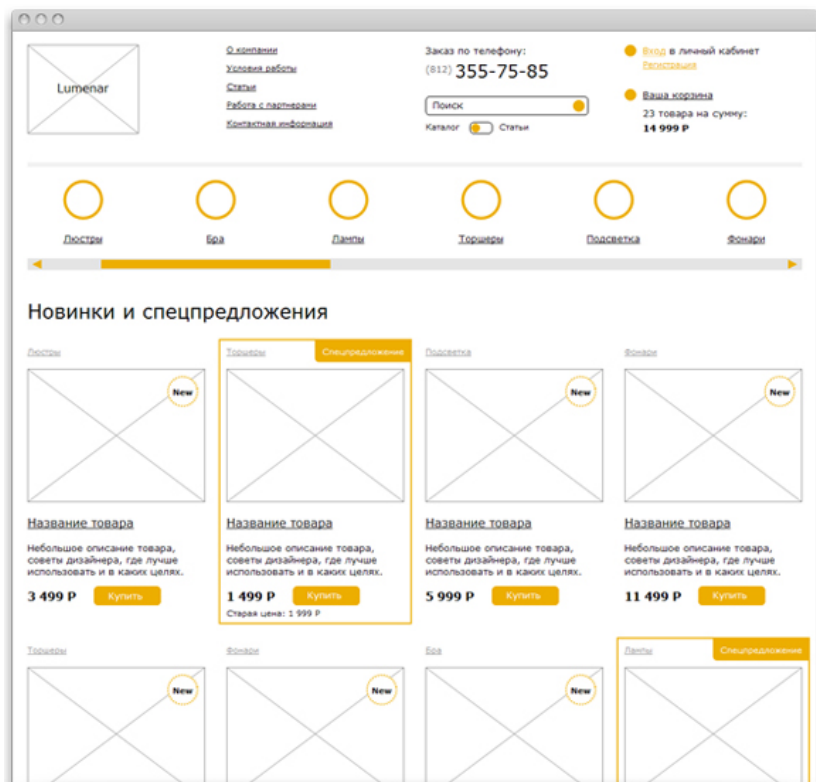 Lumenar
О компании
Условия работы
Статьи
Работа с партнерами
Контактная информация
Заказ по телефону:
(812) 355-75-85
Поиск
Каталог Статьи
Вход в личный кабинет
Регистрация
Ваша корзина
23 товара на сумму:
14 999 Р
Люстры Бра Лампы Торшеры Подсветка Фонари
Новинки и спецпредложения
Люстры Торшеры Спецпредложение Подсветка Фонари
New New New
Название товара Название товара Название товара Название товара
Небольшое описание товара, Небольшое описание товара, Небольшое описание товара, Небольшое описание товара,
советы дизайнера, где лучше советы дизайнера, где лучше советы дизайнера, где лучше советы дизайнера, где лучше
использовать и в каких целях. использовать и в каких целях. использовать и в каких целях. использовать и в каких целях.
3 499 Р Купить 1 499 Р Купить 5 999 Р Купить 11 499 Р Купить
Старая цена: 1 999 Р
Торшеры Фонари Бра Лампы Спецпредложение
New New New